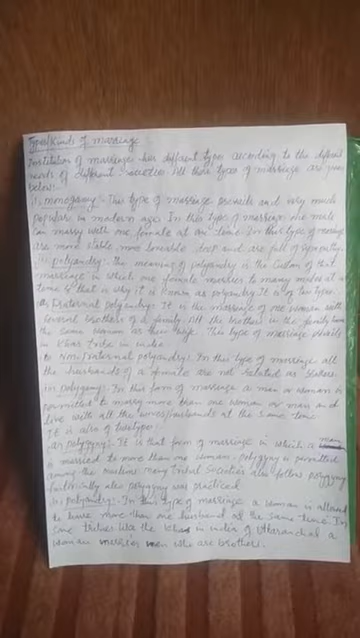 Types/Kinds of marriage
Institution of marriage has different types according to the different
needs of different Societies. All these types of marriage are given
below:-
(i) monogamy:- This type of marriage prevails and very much
popular in modern age. In this type of marriage one male
can marry with one female at one time. In this type of marriage
are more stable more love and are full of sympathy.
(ii) polyandry:- the meaning of polyandry is the Custom of that
marriage in which one female marries to many males at a
time & that is why it is known as polyandry. It is of two types.
(a) Fraternal polyandry:- It is the marriage of one women with
several brothers of a family. All the brothers in the family have
the same woman as their wife. This type of marriage prevails
in Khas tribe in india
(b) Non-fraternal polyandry:- In this type of marriage all
the husbands of a female are not related as
(iii) polygamy:- In this form of marriage a man or woman is
permitted to marry more than one woman or man and
live with all the wives/husbands at the same time
It is also of two types:-
(a) polygyny:- It is that form of marriage in which a man
is married to more than one woman. polygyny is permitted
among the muslims many tribal Societies also follow polygyny
also polygyny was practiced
(b) polyandry:- In this type of marriage a woman is allowed
to have more than one husband at the same time. In
some tribes like the Khas in india of Uttaranchal a
woman marries men who are brothers.